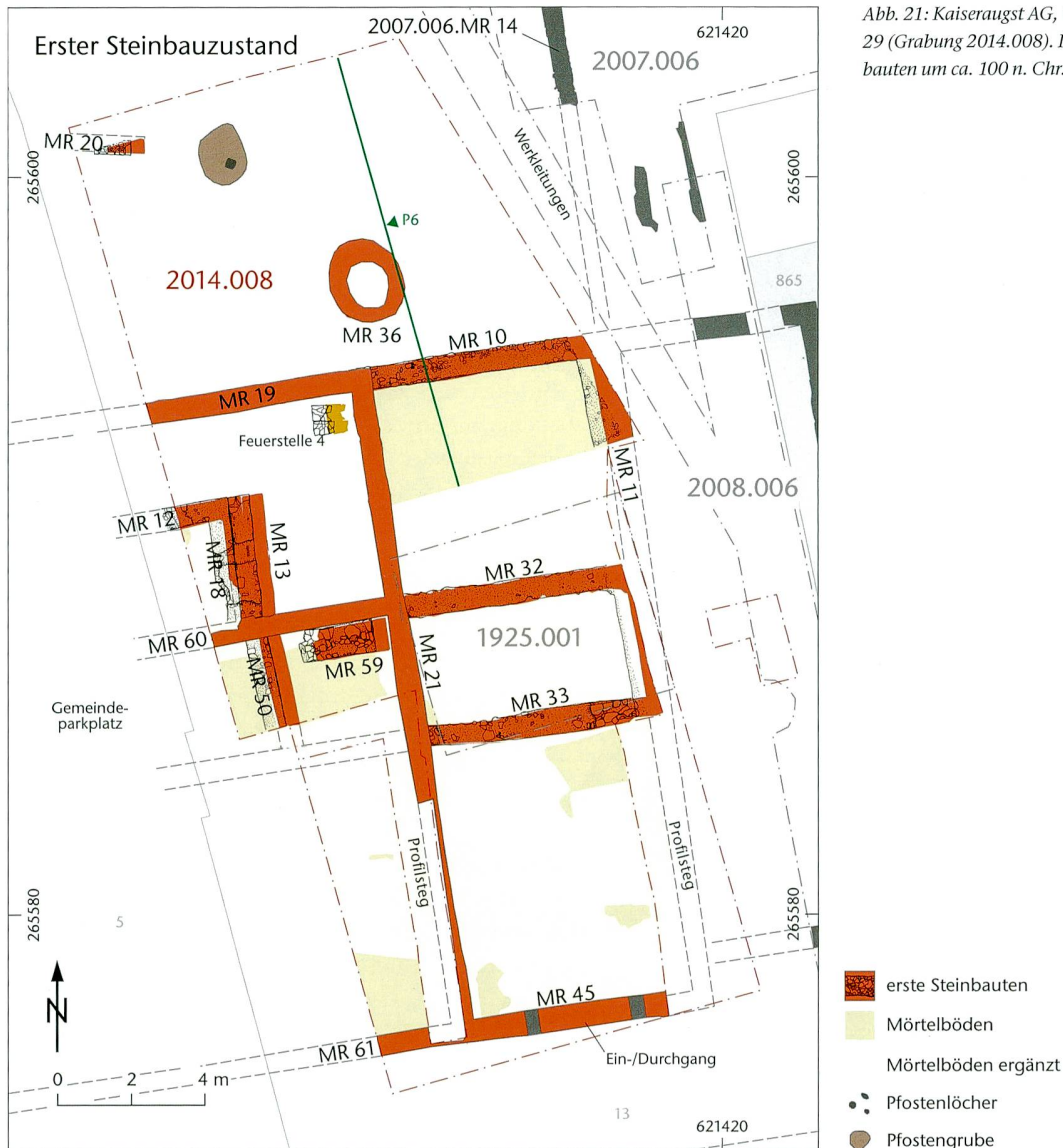 Erster Steinbauzustand
2007.006.MR 14
621420
2007.006
MR 20
Werkleitungen
265600
265600
P6
2014.008
865
MR 36
MR 10
MR 19
Feuerstelle 4
MR 11
2008.006
MR 12
MR 13
MR 18
MR 32
1925.001
MR 60
MR 59
MR 21
MR 50
MR 33
Gemeinde-
parkplatz
Profilsteg
Profilsteg
265580
265580
5
N
MR 45
MR 61
Ein-/Durchgang
0 2 4 m
13
621420
Abb. 21: Kaiseraugst AG,
29 (Grabung 2014.008).
bauten um ca. 100 n. Chr.
erste Steinbauten
Mörtelböden
Mörtelböden ergänzt
Pfostenlöcher
Pfostengrube